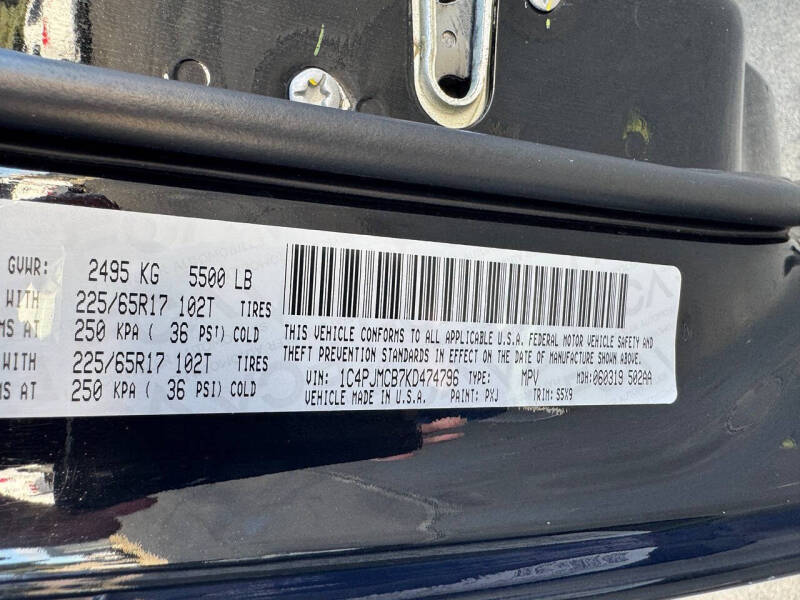 GVWR: 2495 KG 5500 LB
WITH 225/65R17 102T TIRES
MS AT 250 KPA ( 36 PSI) COLD
WITH 225/65R17 102T TIRES
MS AT 250 KPA ( 36 PSI) COLD
THIS VEHICLE CONFORMS TO ALL APPLICABLE U.S.A. FEDERAL MOTOR VEHICLE SAFETY AND
THEFT PREVENTION STANDARDS IN EFFECT ON THE DATE OF MANUFACTURE SHOWN ABOVE.
VIN: 1C4PJMCB7KD474796 TYPE: MPV MDH:060319 502AA
VEHICLE MADE IN U.S.A. PAINT: PXJ TRIM: S5X9